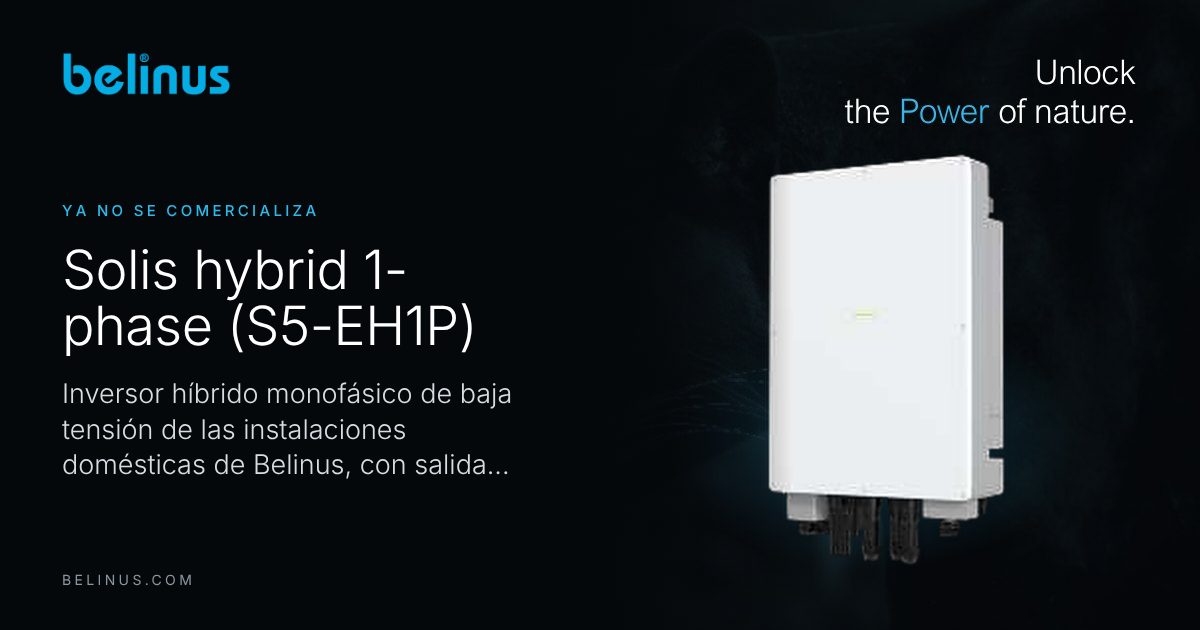 belinus®
Unlock
the Power of nature.
YA NO SE COMERCIALIZA
Solis hybrid 1-
phase (S5-EH1P)
Inversor híbrido monofásico de baja
tensión de las instalaciones
domésticas de Belinus, con salida...
BELINUS.COM